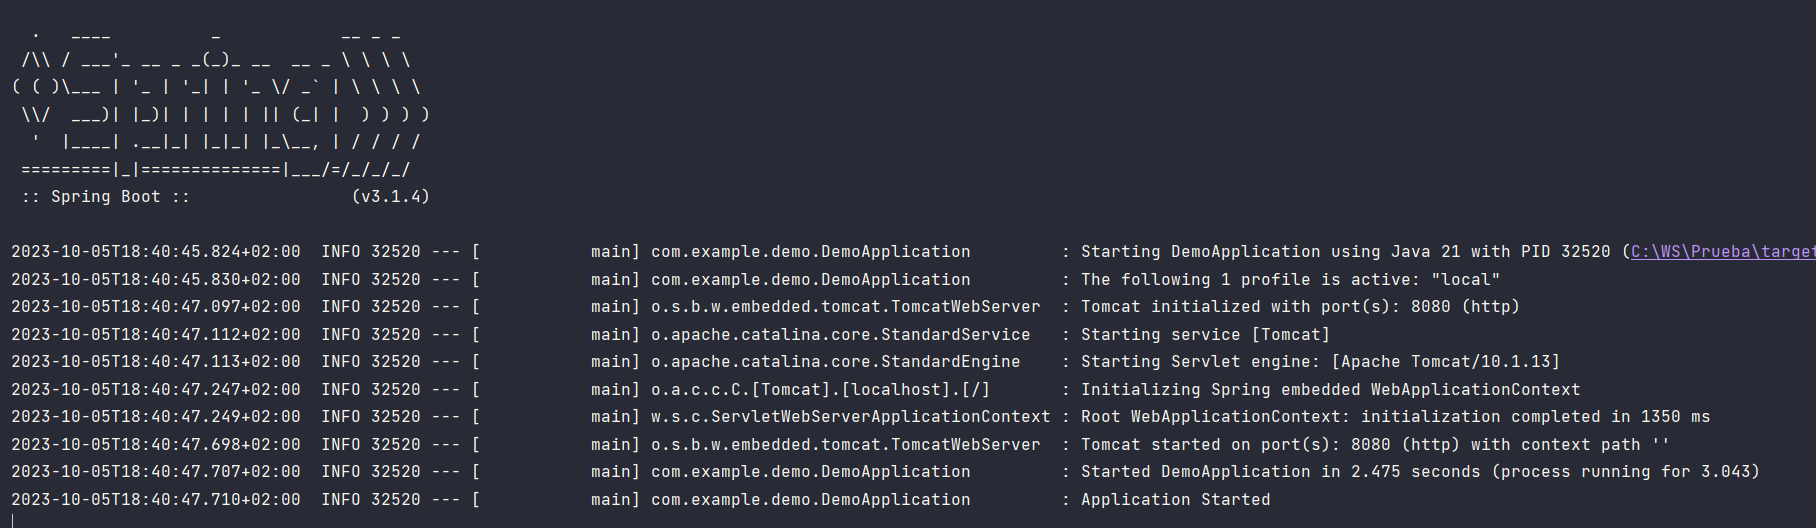 .   ____          _            __ _ _
 /\\ / ___'_ __ _ _(_)_ __  __ _ \ \ \ \
( ( )\___ | '_ | '_| | '_ \/ _` | \ \ \ \
 \\/  ___)| |_)| | | | | || (_| |  ) ) ) )
  '  |____| .__|_| |_|_| |_\__, | / / / /
 =========|_|==============|___/=/_/_/_/
 :: Spring Boot ::                (v3.1.4)
2023-10-05T18:40:45.824+02:00  INFO 32520 --- [           main] com.example.demo.DemoApplication         : Starting DemoApplication using Java 21 with PID 32520 (C:\WS\Prueba\target
2023-10-05T18:40:45.830+02:00  INFO 32520 --- [           main] com.example.demo.DemoApplication         : The following 1 profile is active: "local"
2023-10-05T18:40:47.097+02:00  INFO 32520 --- [           main] o.s.b.w.embedded.tomcat.TomcatWebServer  : Tomcat initialized with port(s): 8080 (http)
2023-10-05T18:40:47.112+02:00  INFO 32520 --- [           main] o.apache.catalina.core.StandardService   : Starting service [Tomcat]
2023-10-05T18:40:47.113+02:00  INFO 32520 --- [           main] o.apache.catalina.core.StandardEngine    : Starting Servlet engine: [Apache Tomcat/10.1.13]
2023-10-05T18:40:47.247+02:00  INFO 32520 --- [           main] o.a.c.c.C.[Tomcat].[localhost].[/]       : Initializing Spring embedded WebApplicationContext
2023-10-05T18:40:47.249+02:00  INFO 32520 --- [           main] w.s.c.ServletWebServerApplicationContext : Root WebApplicationContext: initialization completed in 1350 ms
2023-10-05T18:40:47.698+02:00  INFO 32520 --- [           main] o.s.b.w.embedded.tomcat.TomcatWebServer  : Tomcat started on port(s): 8080 (http) with context path ''
2023-10-05T18:40:47.707+02:00  INFO 32520 --- [           main] com.example.demo.DemoApplication         : Started DemoApplication in 2.475 seconds (process running for 3.043)
2023-10-05T18:40:47.710+02:00  INFO 32520 --- [           main] com.example.demo.DemoApplication         : Application Started